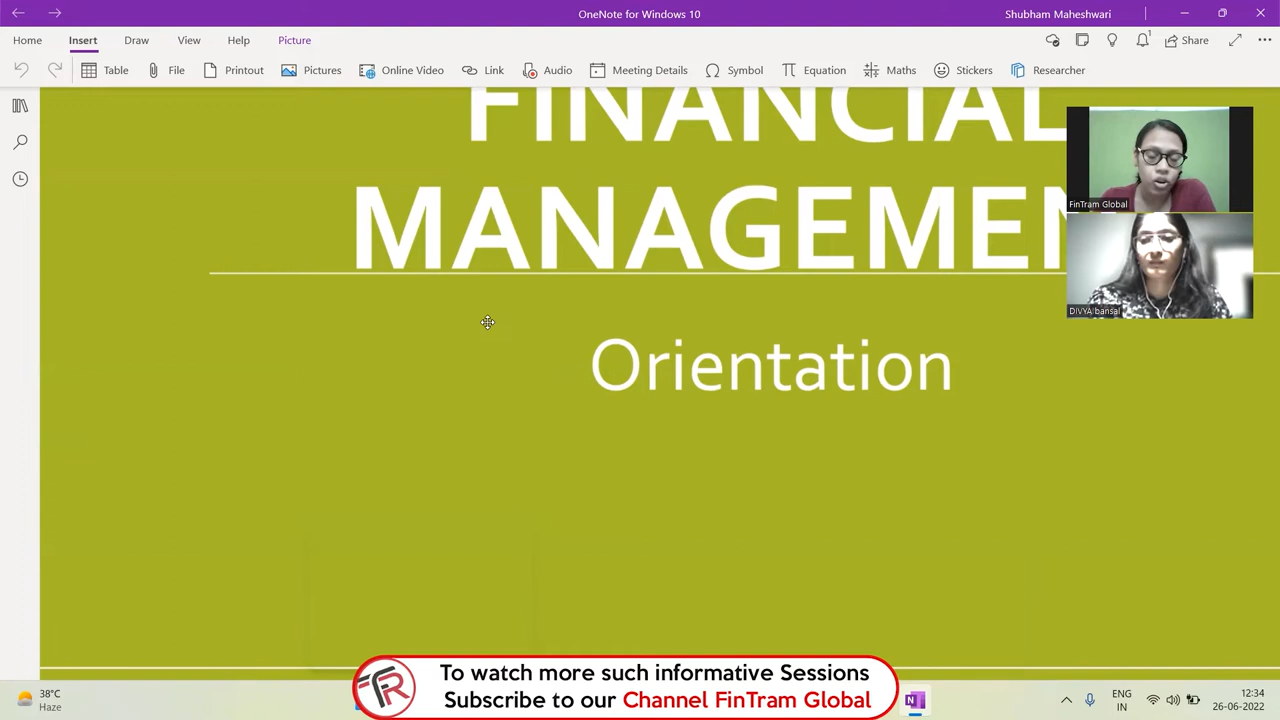 OneNote for Windows 10
Shubham Maheshwari
Home Insert Draw View Help Picture
Share
Table File Printout Pictures Online Video Link Audio Meeting Details Symbol Equation Maths Stickers Researcher
FINANCIAL
MANAGEMEN
Orientation
FinTram Global
DIVYA bansal
To watch more such informative Sessions
Subscribe to our Channel FinTram Global
38°C
Haze
ENG
IN
12:34
26-06-2022